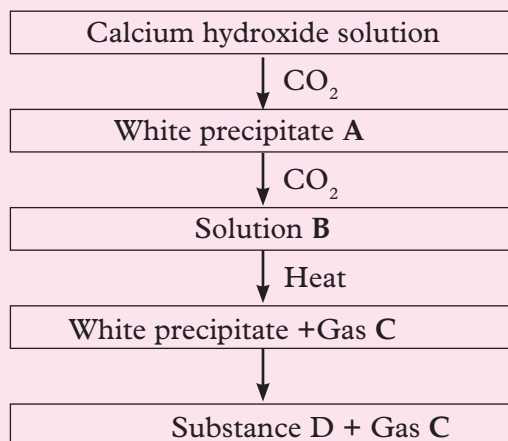 Calcium hydroxide solution
CO₂
White precipitate A
CO₂
Solution B
Heat
White precipitate +Gas C
Substance D + Gas C